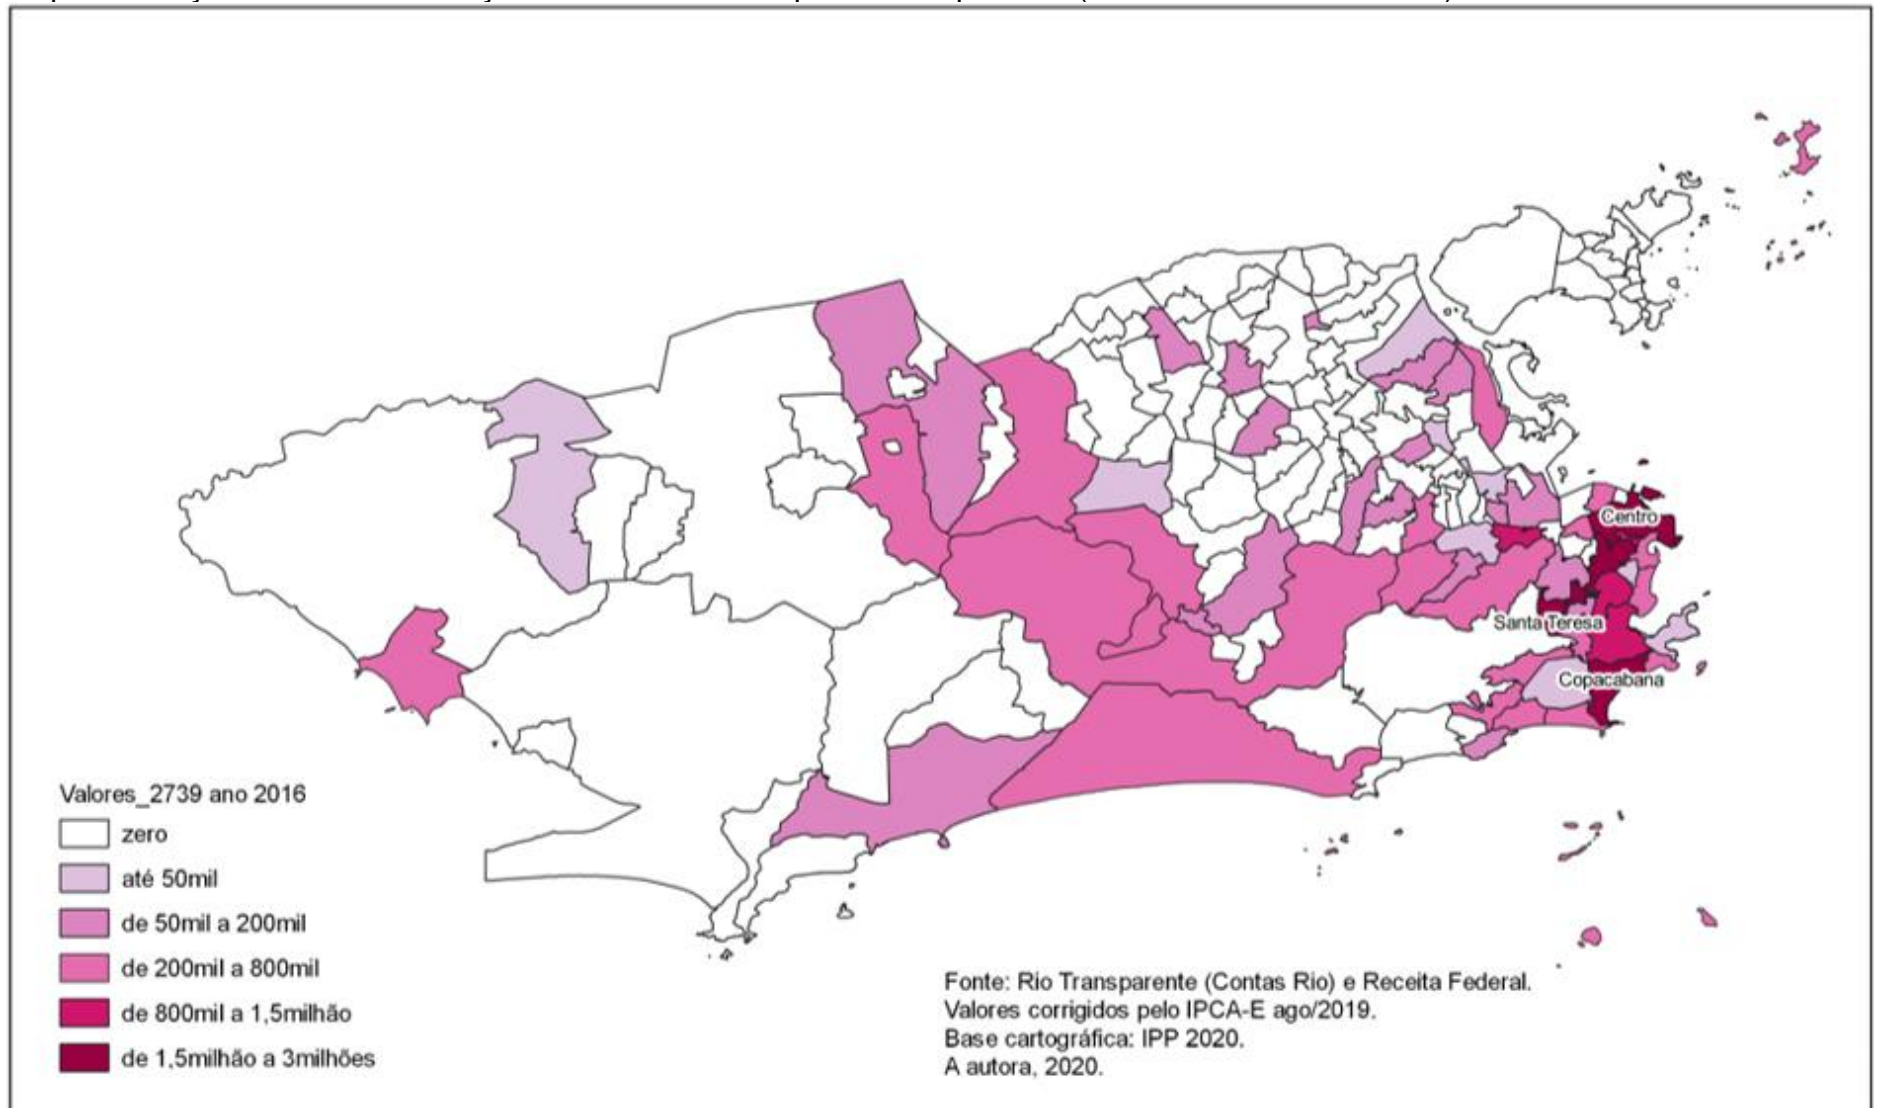 Centro
Santa Teresa
Copacabana
Valores_2739 ano 2016
zero
até 50mil
de 50mil a 200mil
de 200mil a 800mil
de 800mil a 1,5milhão
de 1,5milhão a 3milhões
Fonte: Rio Transparente (Contas Rio) e Receita Federal.
Valores corrigidos pelo IPCA-E ago/2019.
Base cartográfica: IPP 2020.
A autora, 2020.